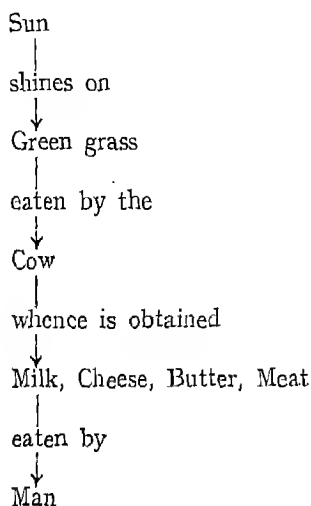 Sun
shines on
Green grass
eaten by the
Cow
whence is obtained
Milk, Cheese, Butter, Meat
eaten by
Man